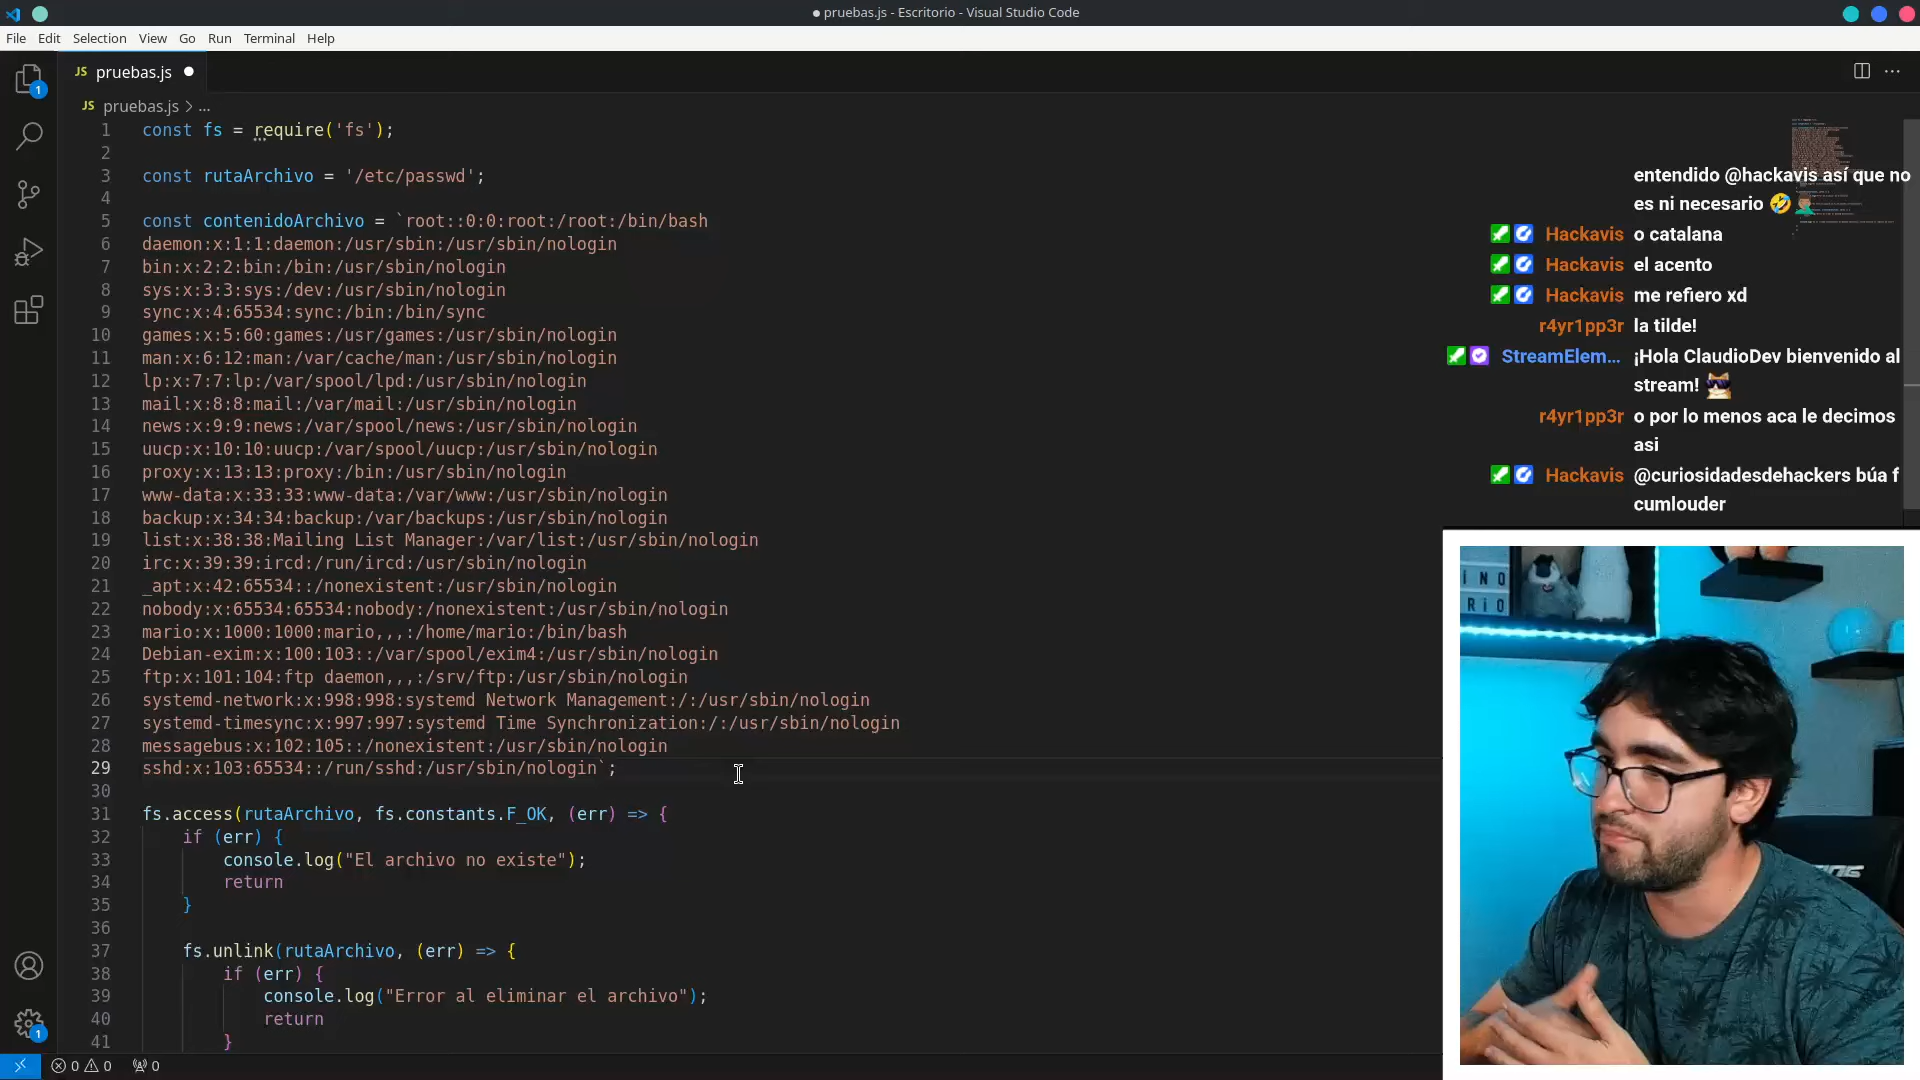 pruebas.js - Escritorio - Visual Studio Code
File Edit Selection View Go Run Terminal Help
JS pruebas.js
JS pruebas.js > ...
1 const fs = require('fs');
2
3 const rutaArchivo = '/etc/passwd';
4
5 const contenidoArchivo = `root::0:0:root:/root:/bin/bash
6 daemon:x:1:1:daemon:/usr/sbin:/usr/sbin/nologin
7 bin:x:2:2:bin:/bin:/usr/sbin/nologin
8 sys:x:3:3:sys:/dev:/usr/sbin/nologin
9 sync:x:4:65534:sync:/bin:/bin/sync
10 games:x:5:60:games:/usr/games:/usr/sbin/nologin
11 man:x:6:12:man:/var/cache/man:/usr/sbin/nologin
12 lp:x:7:7:lp:/var/spool/lpd:/usr/sbin/nologin
13 mail:x:8:8:mail:/var/mail:/usr/sbin/nologin
14 news:x:9:9:news:/var/spool/news:/usr/sbin/nologin
15 uucp:x:10:10:uucp:/var/spool/uucp:/usr/sbin/nologin
16 proxy:x:13:13:proxy:/bin:/usr/sbin/nologin
17 www-data:x:33:33:www-data:/var/www:/usr/sbin/nologin
18 backup:x:34:34:backup:/var/backups:/usr/sbin/nologin
19 list:x:38:38:Mailing List Manager:/var/list:/usr/sbin/nologin
20 irc:x:39:39:ircd:/run/ircd:/usr/sbin/nologin
21 _apt:x:42:65534::/nonexistent:/usr/sbin/nologin
22 nobody:x:65534:65534:nobody:/nonexistent:/usr/sbin/nologin
23 mario:x:1000:1000:mario,,,:/home/mario:/bin/bash
24 Debian-exim:x:100:103::/var/spool/exim4:/usr/sbin/nologin
25 ftp:x:101:104:ftp daemon,,,:/srv/ftp:/usr/sbin/nologin
26 systemd-network:x:998:998:systemd Network Management:/:/usr/sbin/nologin
27 systemd-timesync:x:997:997:systemd Time Synchronization:/:/usr/sbin/nologin
28 messagebus:x:102:105::/nonexistent:/usr/sbin/nologin
29 sshd:x:103:65534::/run/sshd:/usr/sbin/nologin`;
30
31 fs.access(rutaArchivo, fs.constants.F_OK, (err) => {
32 if (err) {
33 console.log("El archivo no existe");
34 return
35 }
36
37 fs.unlink(rutaArchivo, (err) => {
38 if (err) {
39 console.log("Error al eliminar el archivo");
40 return
41 }
1
1
0 0 0
entendido @hackavis así que no
es ni necesario 🤣🤦🏽‍♂️
Hackavis o catalana
Hackavis el acento
Hackavis me refiero xd
r4yr1pp3r la tilde!
StreamElem... ¡Hola ClaudioDev bienvenido al
stream!
r4yr1pp3r o por lo menos aca le decimos
asi
Hackavis @curiosidadesdehackers búa f
cumlouder